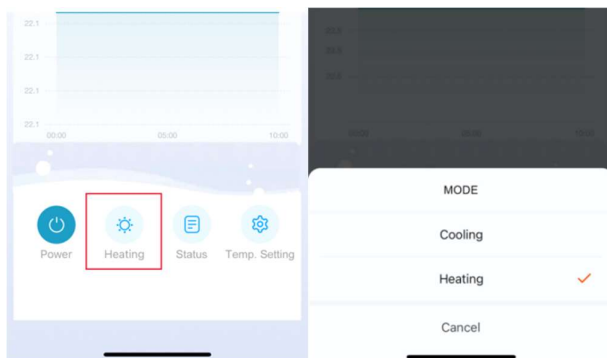 22.1
22.1
22.1
22.1
00:00 05:00 10:00
Power Heating Status Temp. Setting
MODE
Cooling
Heating
Cancel